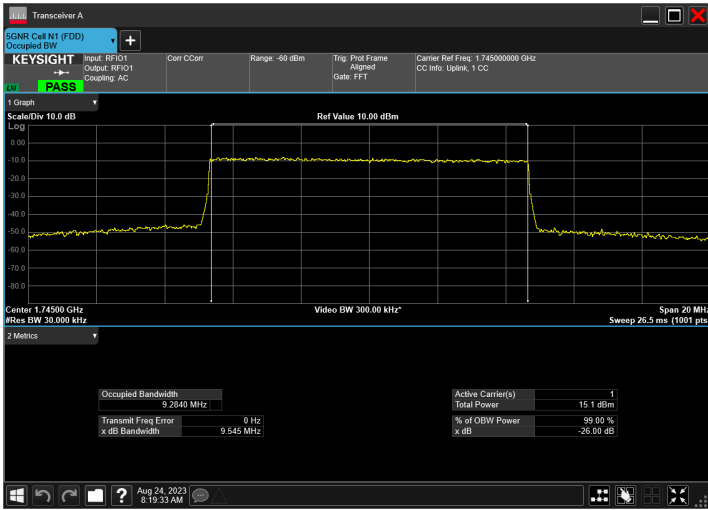 Transceiver A
5GNR Cell N1 (FDD)
Occupied BW
KEYSIGHT
PASS
Input: RFIO1
Output: RFIO1
Coupling: AC
Corr CCorr
Range: -60 dBm
Trig: Prot Frame
Aligned
Gate: FFT
Carrier Ref Freq: 1.745000000 GHz
CC Info: Uplink, 1 CC
1 Graph
Scale/Div 10.0 dB
Ref Value 10.00 dBm
Log
0.00
-10.0
-20.0
-30.0
-40.0
-50.0
-60.0
-70.0
-80.0
Center 1.74500 GHz
Video BW 300.00 kHz*
Span 20 MHz
#Res BW 30.000 kHz
Sweep 26.5 ms (1001 pts
2 Metrics
Occupied Bandwidth
9.2840 MHz
Transmit Freq Error 0 Hz
x dB Bandwidth 9.545 MHz
Active Carrier(s) 1
Total Power 15.1 dBm
% of OBW Power 99.00 %
x dB -26.00 dB
?
Aug 24, 2023
8:19:33 AM